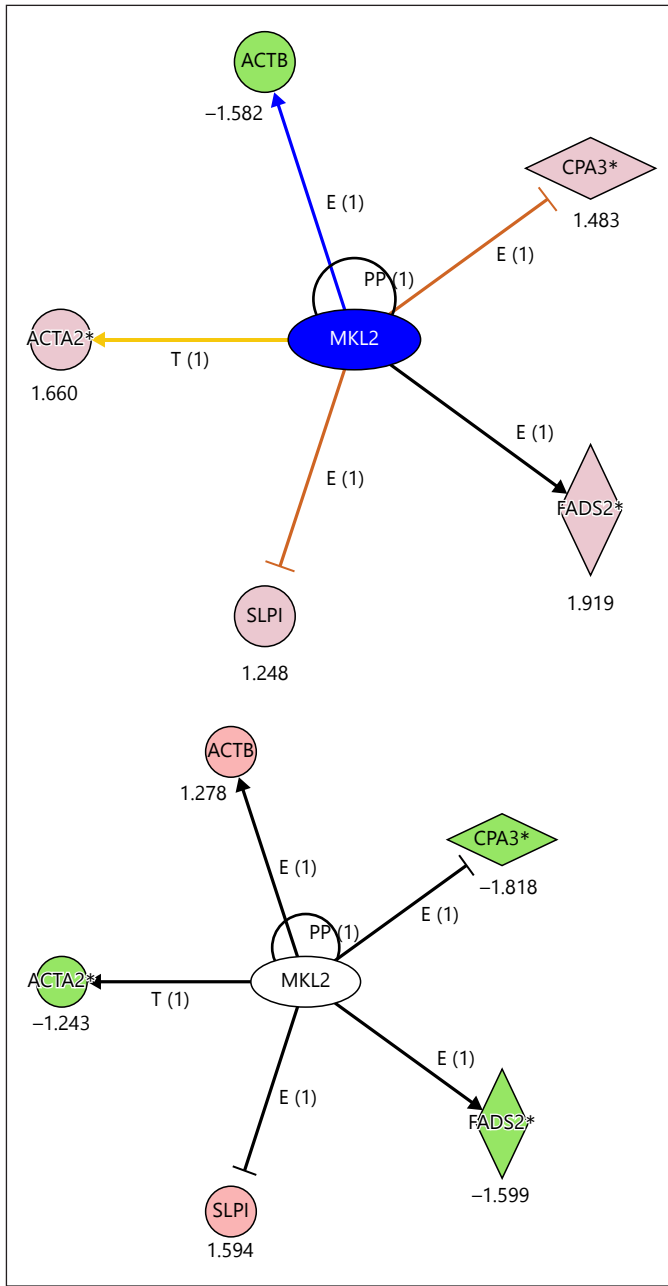 ACTB
−1.582
CPA3*
1.483
E (1)
E (1)
PP (1)
ACTA2*
MKL2
T (1)
1.660
E (1)
E (1)
FADS2*
1.919
SLPI
1.248
ACTB
1.278
CPA3*
−1.818
E (1)
E (1)
PP (1)
ACTA2*
MKL2
T (1)
−1.243
E (1)
E (1)
FADS2*
−1.599
SLPI
1.594